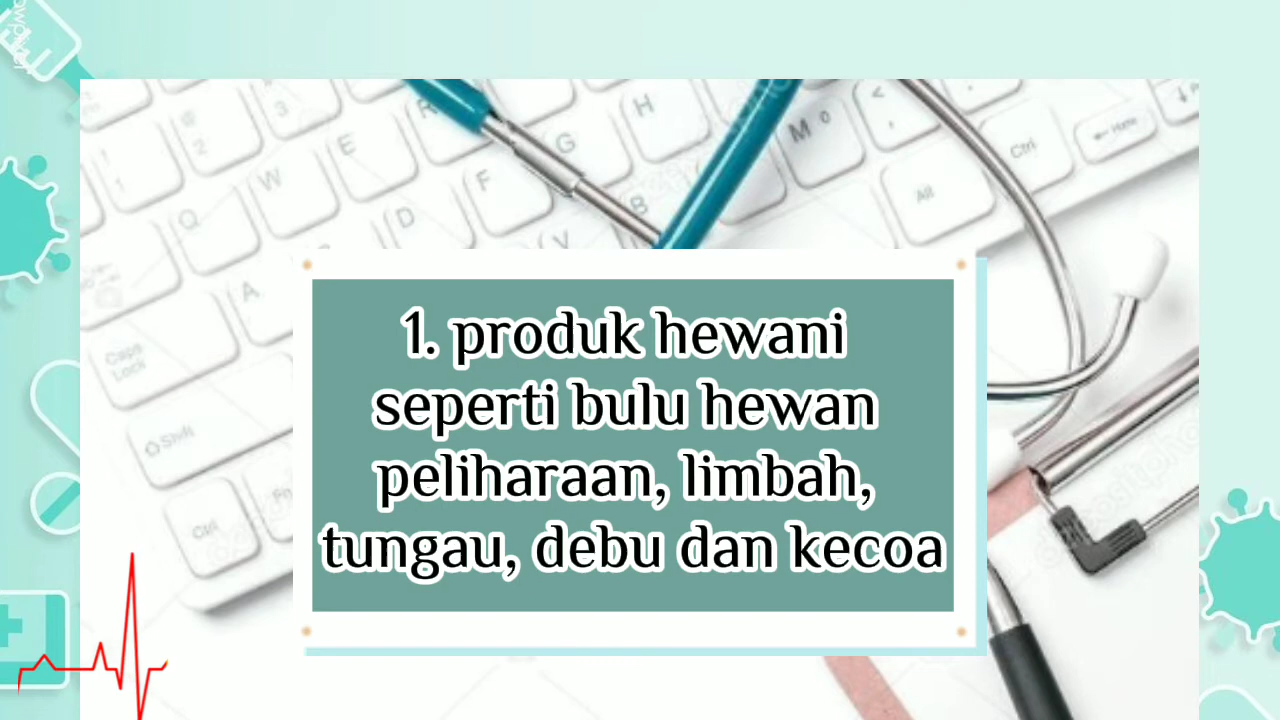 1. produk hewani
seperti bulu hewan
peliharaan, limbah,
tungau, debu dan kecoa